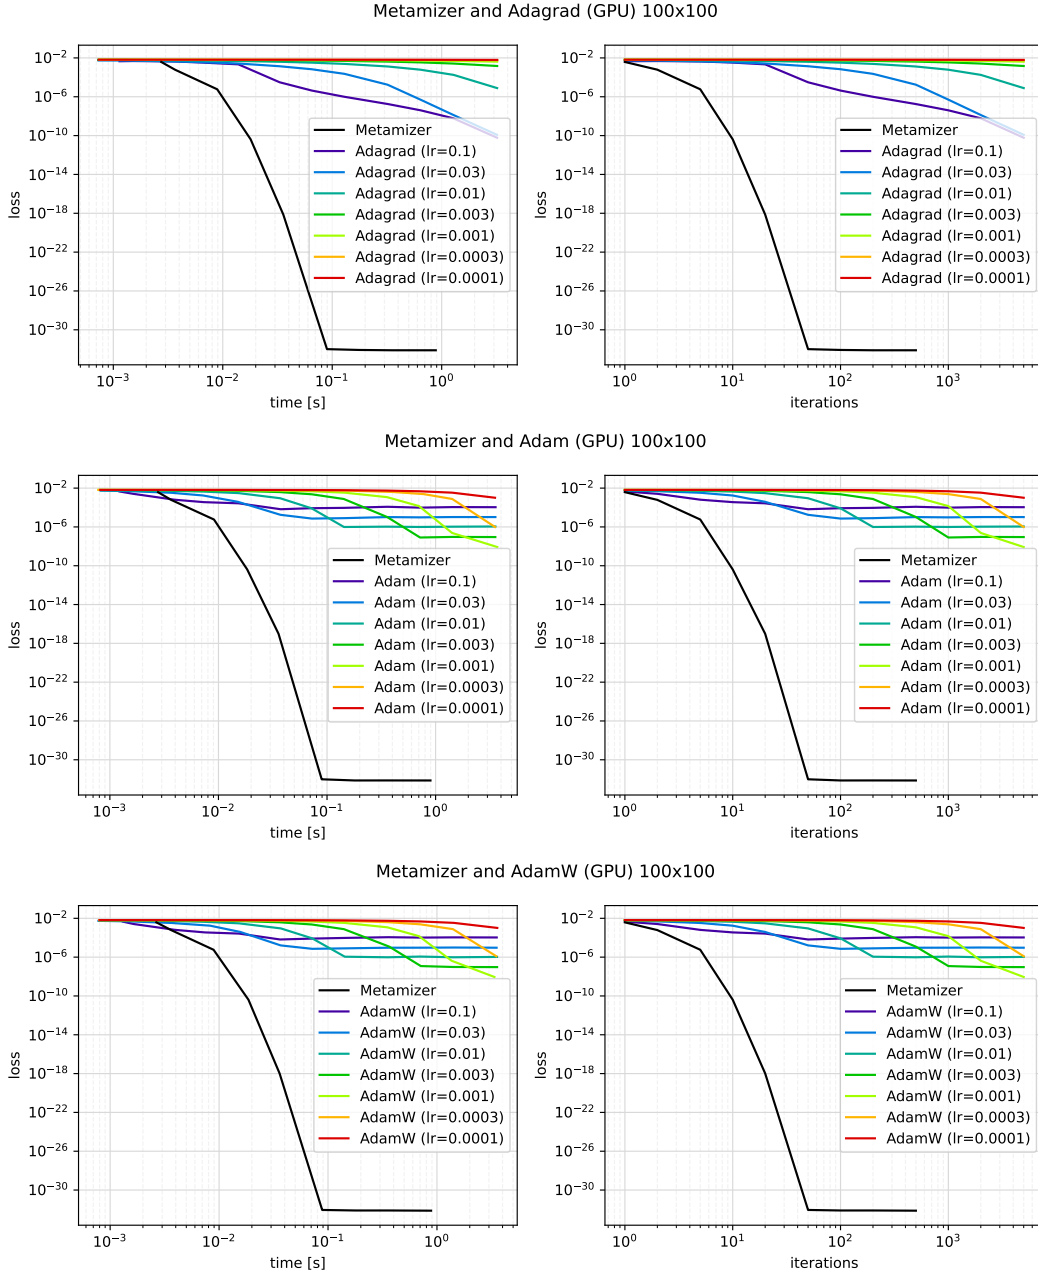 Metamizer and Adagrad (GPU) 100x100
loss
10^-2
10^-6
10^-10
10^-14
10^-18
10^-22
10^-26
10^-30
Metamizer
Adagrad (lr=0.1)
Adagrad (lr=0.03)
Adagrad (lr=0.01)
Adagrad (lr=0.003)
Adagrad (lr=0.001)
Adagrad (lr=0.0003)
Adagrad (lr=0.0001)
10^-3 10^-2 10^-1 10^0
time [s]
loss
10^-2
10^-6
10^-10
10^-14
10^-18
10^-22
10^-26
10^-30
Metamizer
Adagrad (lr=0.1)
Adagrad (lr=0.03)
Adagrad (lr=0.01)
Adagrad (lr=0.003)
Adagrad (lr=0.001)
Adagrad (lr=0.0003)
Adagrad (lr=0.0001)
10^0 10^1 10^2 10^3
iterations
Metamizer and Adam (GPU) 100x100
loss
10^-2
10^-6
10^-10
10^-14
10^-18
10^-22
10^-26
10^-30
Metamizer
Adam (lr=0.1)
Adam (lr=0.03)
Adam (lr=0.01)
Adam (lr=0.003)
Adam (lr=0.001)
Adam (lr=0.0003)
Adam (lr=0.0001)
10^-3 10^-2 10^-1 10^0
time [s]
loss
10^-2
10^-6
10^-10
10^-14
10^-18
10^-22
10^-26
10^-30
Metamizer
Adam (lr=0.1)
Adam (lr=0.03)
Adam (lr=0.01)
Adam (lr=0.003)
Adam (lr=0.001)
Adam (lr=0.0003)
Adam (lr=0.0001)
10^0 10^1 10^2 10^3
iterations
Metamizer and AdamW (GPU) 100x100
loss
10^-2
10^-6
10^-10
10^-14
10^-18
10^-22
10^-26
10^-30
Metamizer
AdamW (lr=0.1)
AdamW (lr=0.03)
AdamW (lr=0.01)
AdamW (lr=0.003)
AdamW (lr=0.001)
AdamW (lr=0.0003)
AdamW (lr=0.0001)
10^-3 10^-2 10^-1 10^0
time [s]
loss
10^-2
10^-6
10^-10
10^-14
10^-18
10^-22
10^-26
10^-30
Metamizer
AdamW (lr=0.1)
AdamW (lr=0.03)
AdamW (lr=0.01)
AdamW (lr=0.003)
AdamW (lr=0.001)
AdamW (lr=0.0003)
AdamW (lr=0.0001)
10^0 10^1 10^2 10^3
iterations